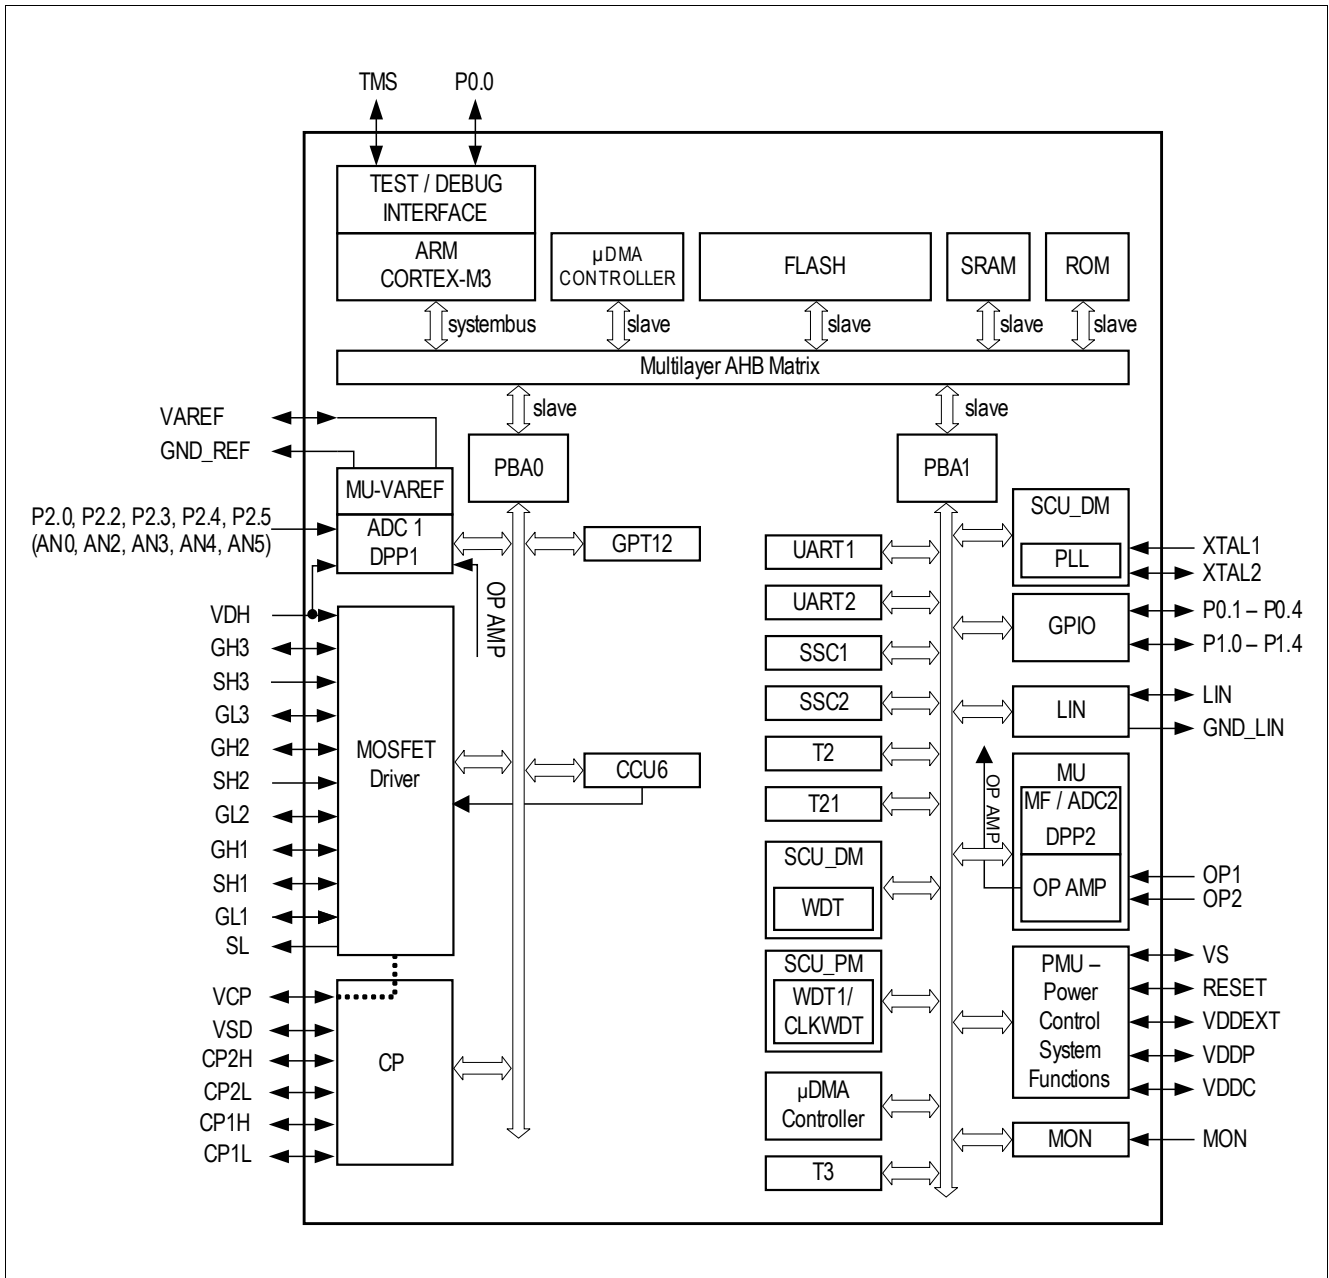 TMS
P0.0
TEST / DEBUG
INTERFACE
ARM
CORTEX-M3
µDMA
CONTROLLER
FLASH
SRAM
ROM
systembus
slave
slave
slave
slave
Multilayer AHB Matrix
slave
slave
VAREF
GND_REF
PBA0
PBA1
MU-VAREF
ADC 1
DPP1
P2.0, P2.2, P2.3, P2.4, P2.5
(AN0, AN2, AN3, AN4, AN5)
GPT12
OP AMP
VDH
GH3
SH3
GL3
GH2
SH2
GL2
GH1
SH1
GL1
SL
MOSFET
Driver
CCU6
VCP
VSD
CP2H
CP2L
CP1H
CP1L
CP
UART1
UART2
SSC1
SSC2
T2
T21
SCU_DM
WDT
SCU_PM
WDT1/
CLKWDT
µDMA
Controller
T3
SCU_DM
PLL
XTAL1
XTAL2
GPIO
P0.1 – P0.4
P1.0 – P1.4
LIN
LIN
GND_LIN
OP AMP
MU
MF / ADC2
DPP2
OP AMP
OP1
OP2
PMU –
Power
Control
System
Functions
VS
RESET
VDDEXT
VDDP
VDDC
MON
MON